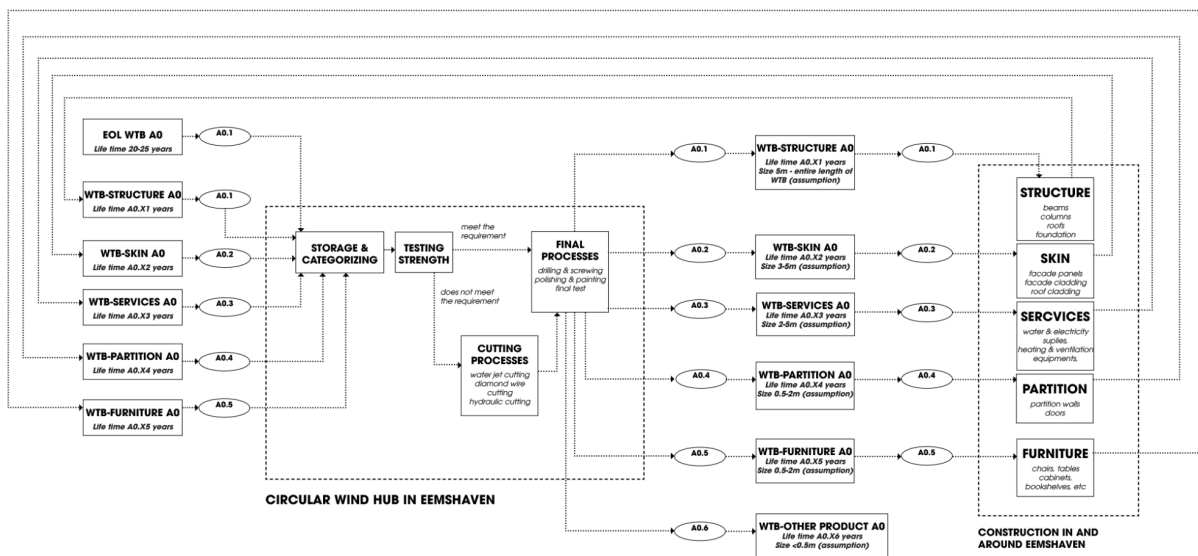 EOL WTB A0
Life time 20-25 years
A0.1
WTB-STRUCTURE A0
Life time A0.X1 years
A0.1
WTB-SKIN A0
Life time A0.X2 years
A0.2
WTB-SERVICES A0
Life time A0.X3 years
A0.3
WTB-PARTITION A0
Life time A0.X4 years
A0.4
WTB-FURNITURE A0
Life time A0.X5 years
A0.5
STORAGE &
CATEGORIZING
TESTING
STRENGTH
meet the
requirement
does not meet
the requirement
CUTTING
PROCESSES
water jet cutting
diamond wire
cutting
hydraulic cutting
FINAL
PROCESSES
drilling & screwing
polishing & painting
final test
CIRCULAR WIND HUB IN EEMSHAVEN
A0.1
WTB-STRUCTURE A0
Life time A0.X1 years
Size 5m - entire length of
WTB (assumption)
A0.1
A0.2
WTB-SKIN A0
Life time A0.X2 years
Size 3-5m (assumption)
A0.2
A0.3
WTB-SERVICES A0
Life time A0.X3 years
Size 2-5m (assumption)
A0.3
A0.4
WTB-PARTITION A0
Life time A0.X4 years
Size 0.5-2m (assumption)
A0.4
A0.5
WTB-FURNITURE A0
Life time A0.X5 years
Size 0.5-2m (assumption)
A0.5
A0.6
WTB-OTHER PRODUCT A0
Life time A0.X6 years
Size <0.5m (assumption)
STRUCTURE
beams
columns
roofs
foundation
SKIN
facade panels
facade cladding
roof cladding
SERCVICES
water & electricity
suplies,
heating & ventilation
equipments,
PARTITION
partition walls
doors
FURNITURE
chairs, tables
cabinets,
bookshelves, etc
CONSTRUCTION IN AND
AROUND EEMSHAVEN